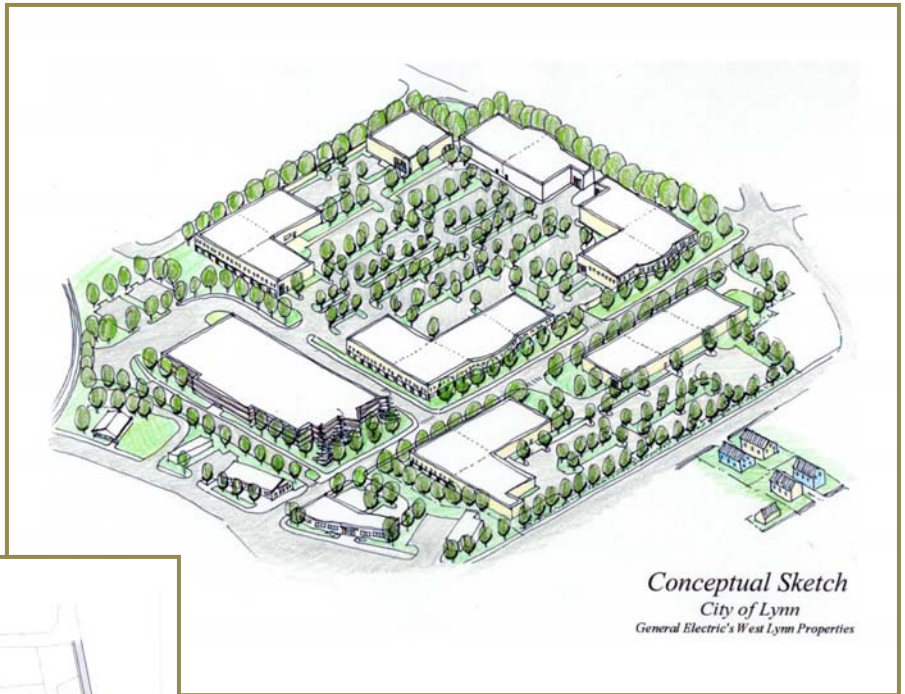 Conceptual Sketch
City of Lynn
General Electric's West Lynn Properties